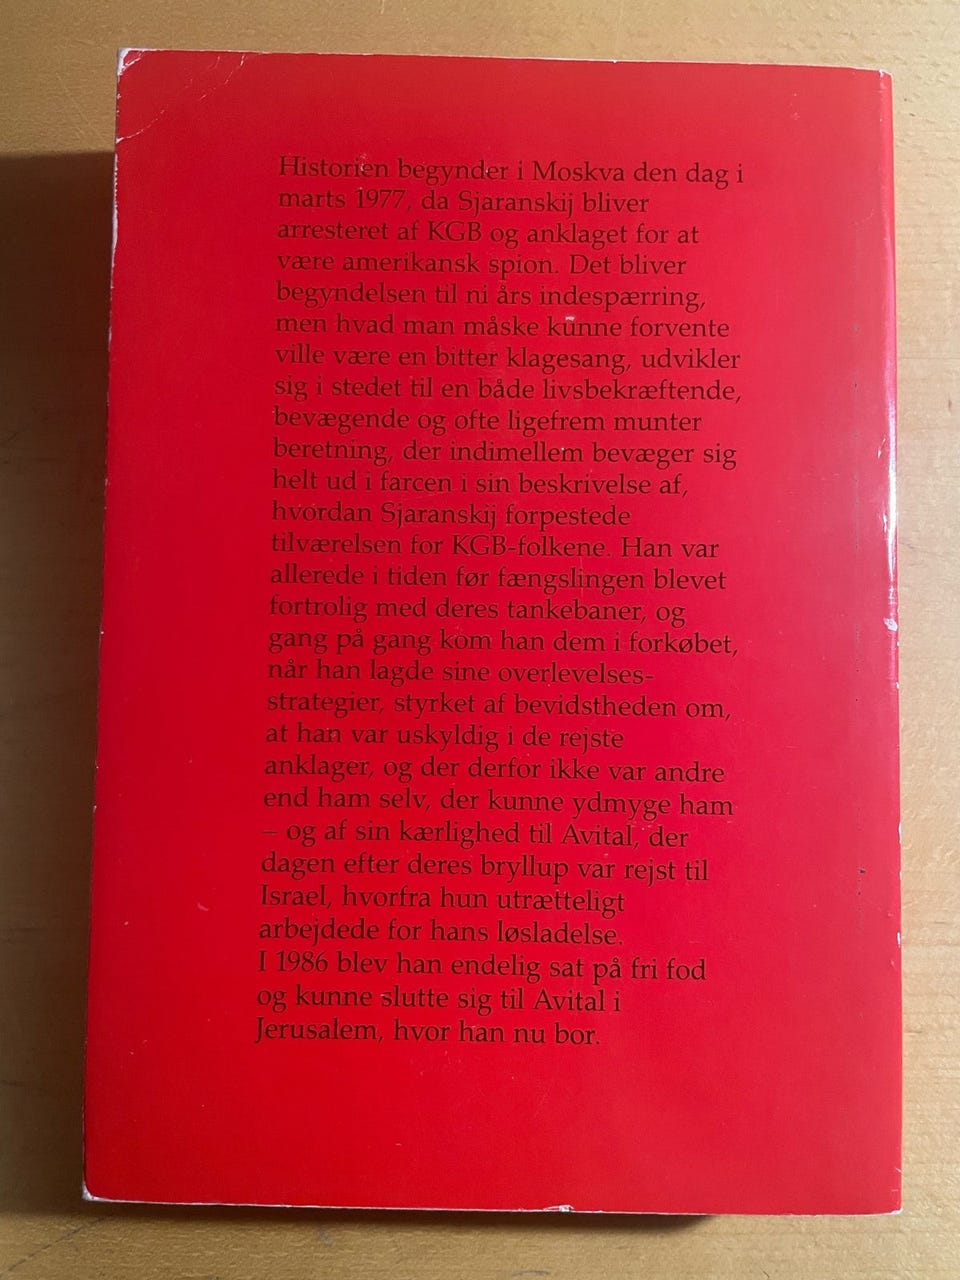 Historien begynder i Moskva den dag i
marts 1977, da Sjaranskij bliver
arresteret af KGB og anklaget for at
være amerikansk spion. Det bliver
begyndelsen til ni års indespærring,
men hvad man måske kunne forvente
ville være en bitter klagesang, udvikler
sig i stedet til en både livsbekræftende,
bevægende og ofte ligefrem munter
beretning, der indimellem bevæger sig
helt ud i farcen i sin beskrivelse af,
hvordan Sjaranskij forpestede
tilværelsen for KGB-folkene. Han var
allerede i tiden før fængslingen blevet
fortrolig med deres tankebaner, og
gang på gang kom han dem i forkøbet,
når han lagde sine overlevelses-
strategier, styrket af bevidstheden om,
at han var uskyldig i de rejste
anklager, og der derfor ikke var andre
end ham selv, der kunne ydmyge ham
– og af sin kærlighed til Avital, der
dagen efter deres bryllup var rejst til
Israel, hvorfra hun utrætteligt
arbejdede for hans løsladelse.
I 1986 blev han endelig sat på fri fod
og kunne slutte sig til Avital i
Jerusalem, hvor han nu bor.